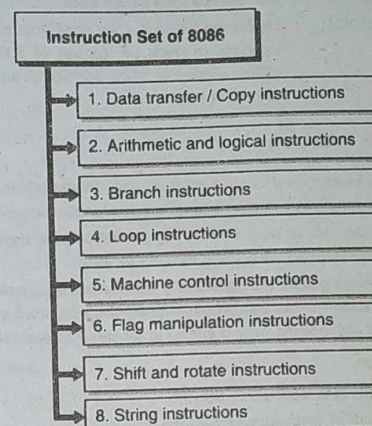 Instruction Set of 8086
1. Data transfer / Copy instructions
2. Arithmetic and logical instructions
3. Branch instructions
4. Loop instructions
5: Machine control instructions
6. Flag manipulation instructions
7. Shift and rotate instructions
8. String instructions